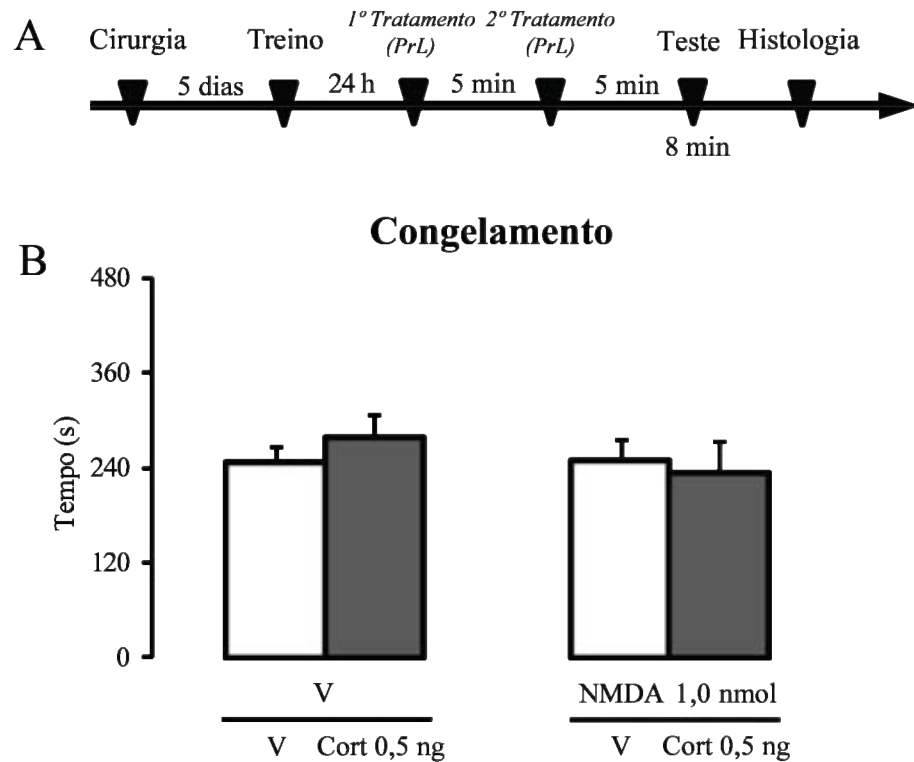 A
Cirurgia Treino 1º Tratamento (PrL) 2º Tratamento (PrL) Teste Histologia
5 dias 24 h 5 min 5 min
8 min
Congelamento
B
Tempo (s)
480
360
240
120
0
V NMDA 1,0 nmol
V Cort 0,5 ng V Cort 0,5 ng